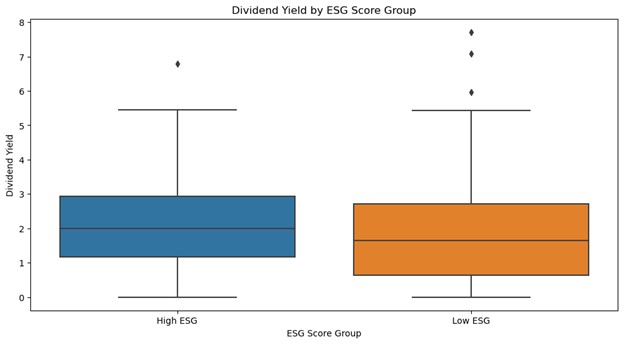 Dividend Yield by ESG Score Group
8
7
6
5
4
3
2
1
0
Dividend Yield
High ESG
Low ESG
ESG Score Group